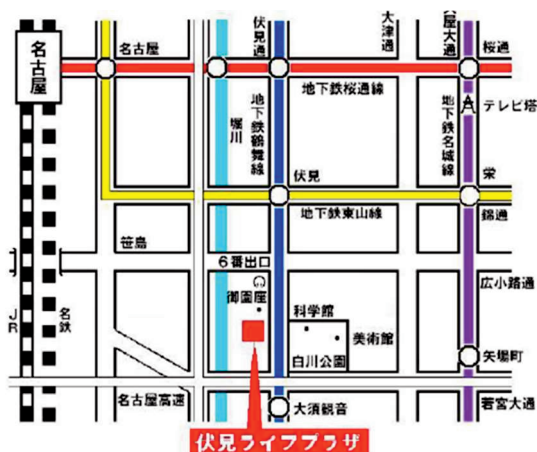 名古屋
名古屋
伏見通
大津通
屋大通
桜通
地下鉄桜通線
テレビ塔
堀川
地下鉄鶴舞線
地下鉄名城線
伏見
栄
地下鉄東山線
錦通
笹島
6番出口
広小路通
御園座
科学館
美術館
白川公園
JR
名鉄
矢場町
名古屋高速
大須観音
若宮大通
伏見ライフプラザ